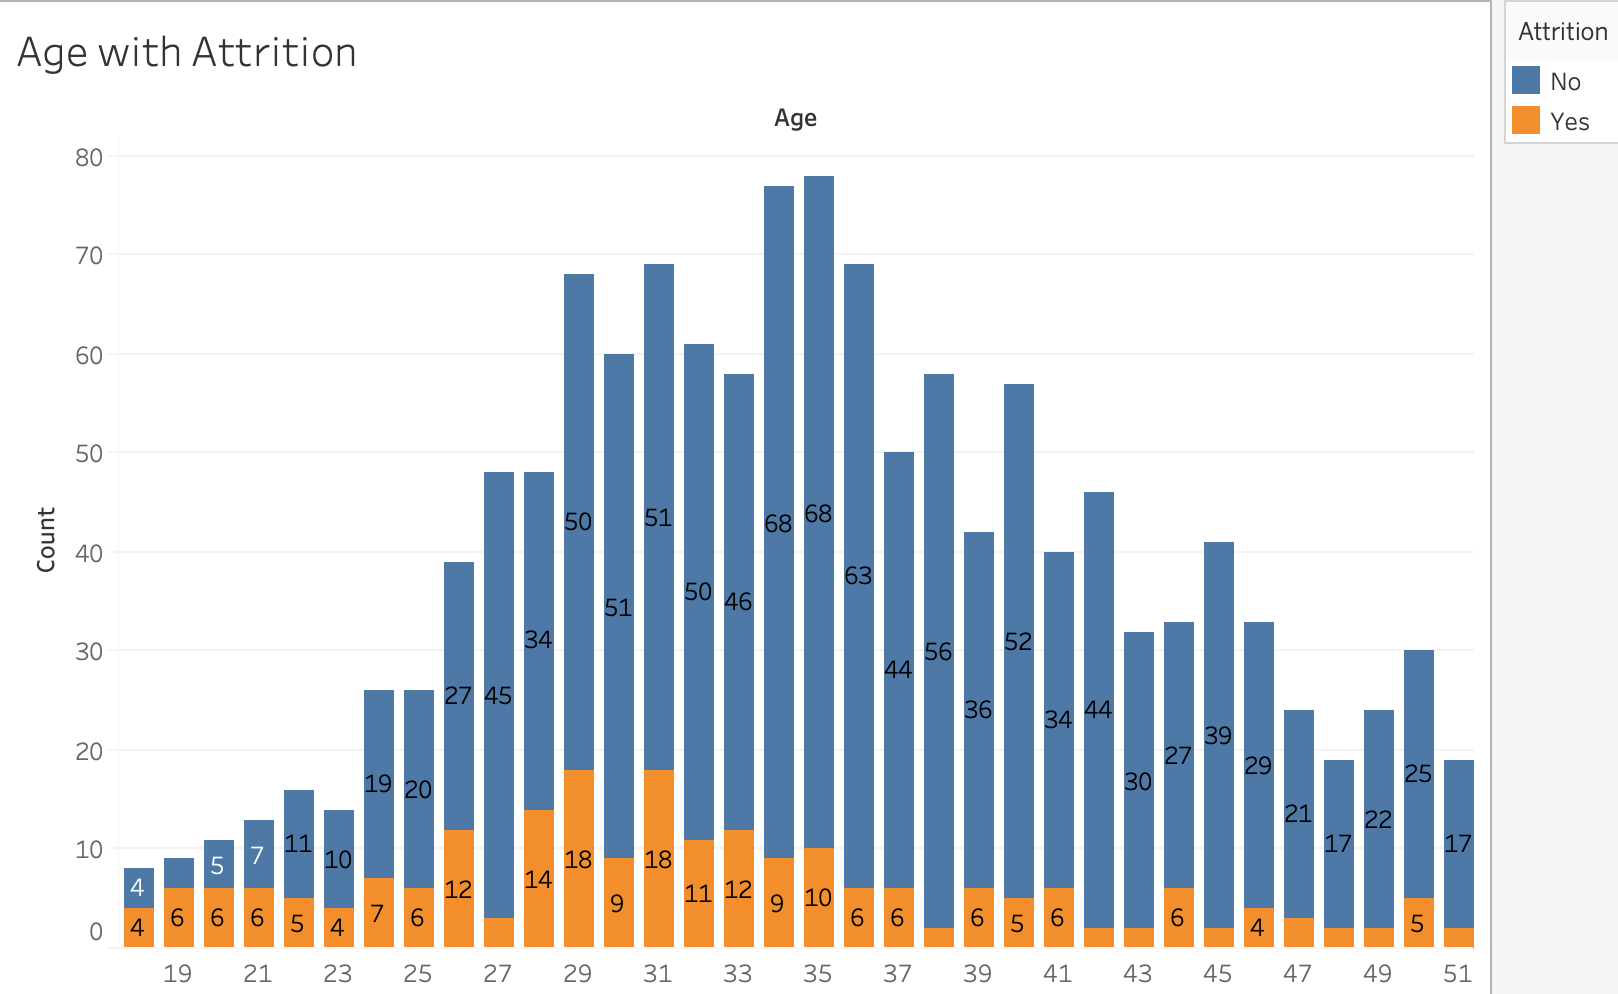 Age with Attrition
Attrition
No
Yes
Age
Count
80
70
60
50
40
30
20
10
0
4 5 7 11 10 19 20 27 45 34 50 51 51 50 46 68 68 63 44 56 36 52 34 44 30 27 39 29 21 17 22 25 17
4 6 6 6 5 4 7 6 12 14 18 9 18 11 12 9 10 6 6 6 5 6 6 4 5
19 21 23 25 27 29 31 33 35 37 39 41 43 45 47 49 51